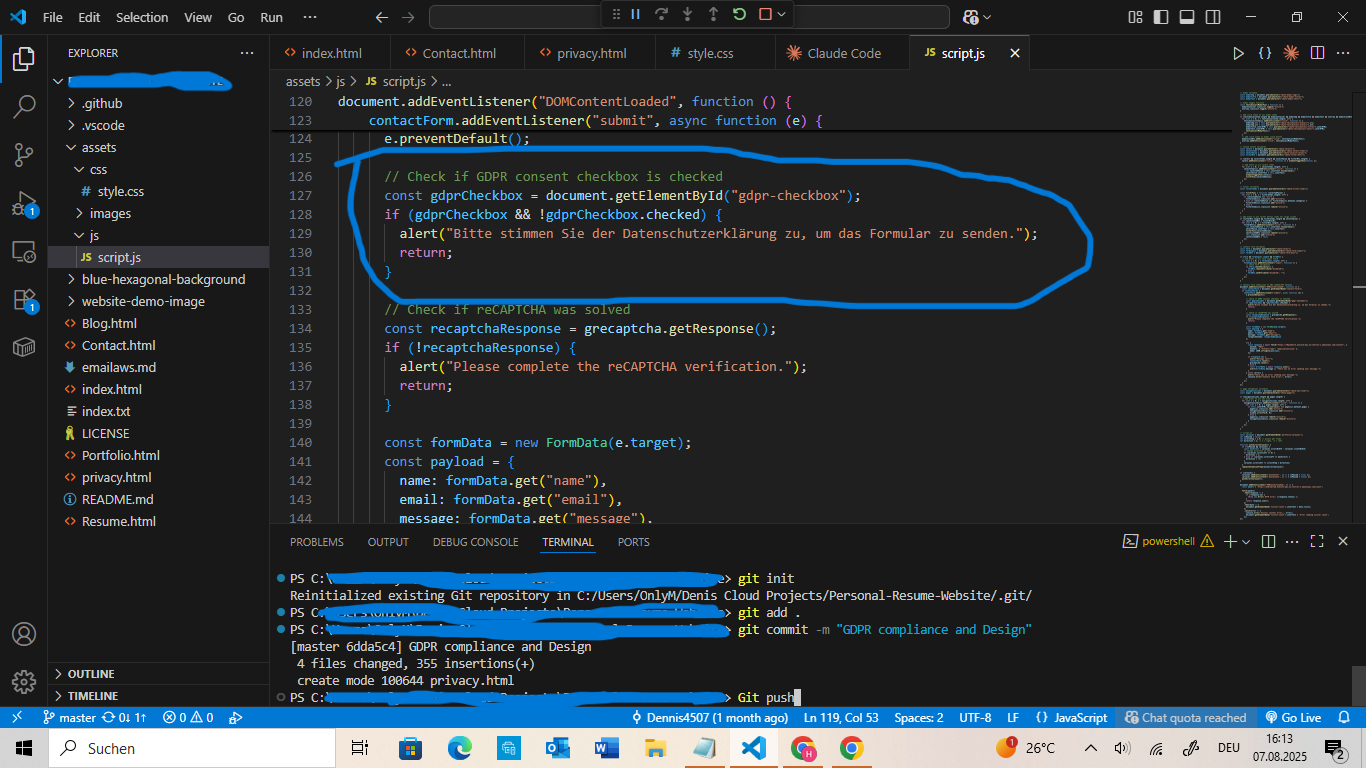 File Edit Selection View Go Run ···
EXPLORER ···
.github
.vscode
assets
css
# style.css
images
js
JS script.js
blue-hexagonal-background
website-demo-image
Blog.html
Contact.html
emailaws.md
index.html
index.txt
LICENSE
Portfolio.html
privacy.html
README.md
Resume.html
OUTLINE
TIMELINE
index.html Contact.html privacy.html # style.css Claude Code JS script.js
assets > js > JS script.js > ...
120 document.addEventListener("DOMContentLoaded", function () {
123 contactForm.addEventListener("submit", async function (e) {
124 e.preventDefault();
125
126 // Check if GDPR consent checkbox is checked
127 const gdprCheckbox = document.getElementById("gdpr-checkbox");
128 if (gdprCheckbox && !gdprCheckbox.checked) {
129 alert("Bitte stimmen Sie der Datenschutzerklärung zu, um das Formular zu senden.");
130 return;
131 }
132
133 // Check if reCAPTCHA was solved
134 const recaptchaResponse = grecaptcha.getResponse();
135 if (!recaptchaResponse) {
136 alert("Please complete the reCAPTCHA verification.");
137 return;
138 }
139
140 const formData = new FormData(e.target);
141 const payload = {
142 name: formData.get("name"),
143 email: formData.get("email"),
144 message: formData.get("message"),
PROBLEMS OUTPUT DEBUG CONSOLE TERMINAL PORTS
powershell
PS C:\ > git init
Reinitialized existing Git repository in C:/Users/OnlyM/Denis Cloud Projects/Personal-Resume-Website/.git/
PS C: > git add .
PS C: > git commit -m "GDPR compliance and Design"
[master 6dda5c4] GDPR compliance and Design
4 files changed, 355 insertions(+)
create mode 100644 privacy.html
PS C: > Git push
master 0↓ 1↑ 0 0 Dennis4507 (1 month ago) Ln 119, Col 53 Spaces: 2 UTF-8 LF {} JavaScript Chat quota reached Go Live
Suchen
26°C DEU 16:13
07.08.2025